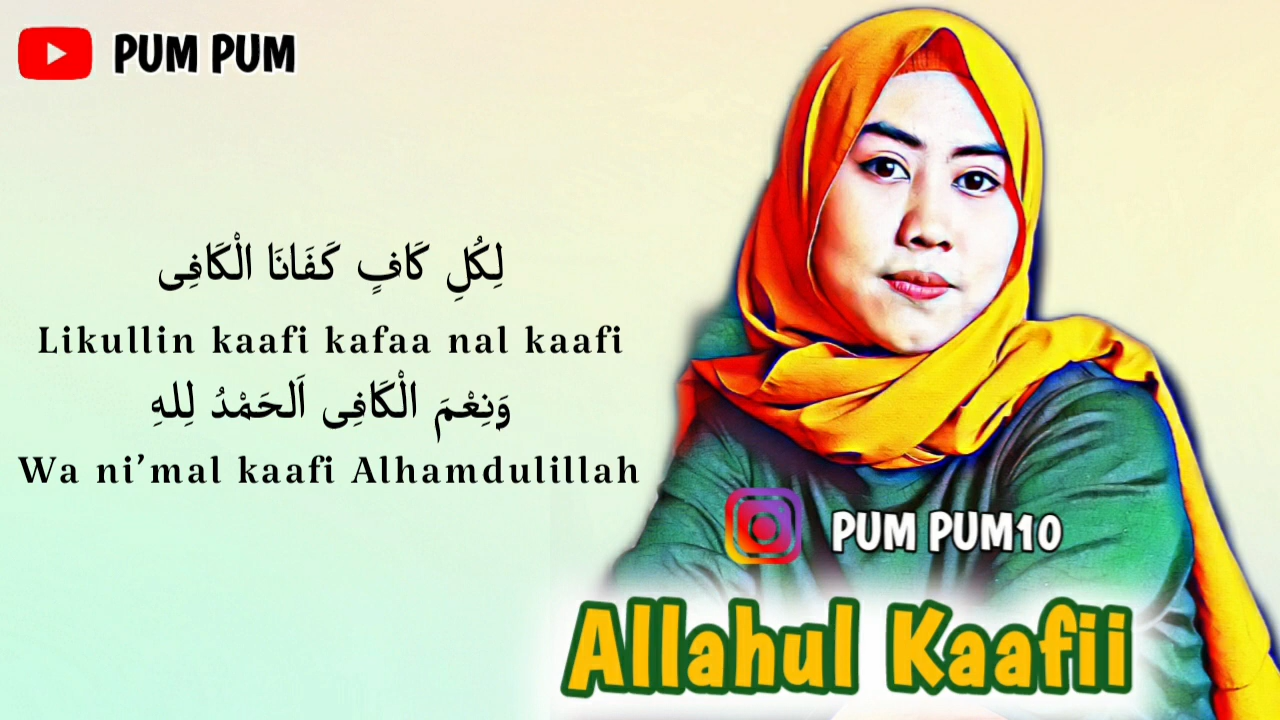 PUM PUM
لِكُلِ كَافٍ كَفَانَا الْكَافِى
Likullin kaafi kafaa nal kaafi
وَنِعْمَ الْكَافِى اَلحَمْدُ لِلهِ
Wa ni’mal kaafi Alhamdulillah
PUM PUM10
Allahul Kaafii